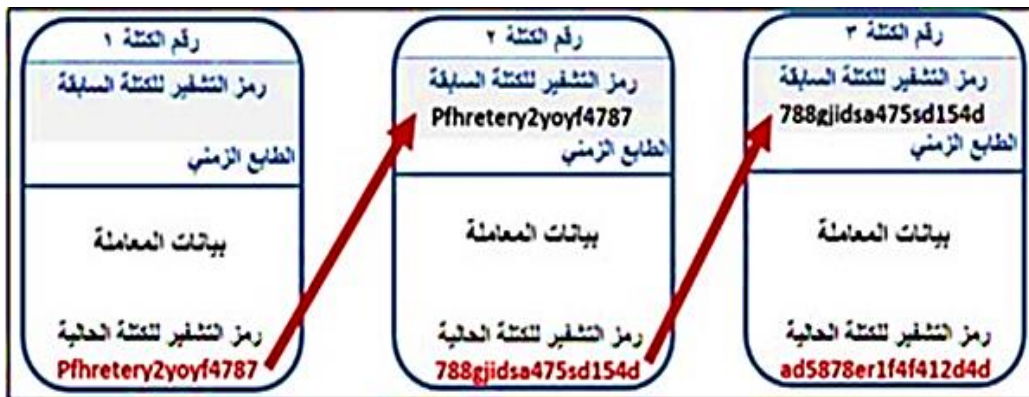 رقم الكتلة ١
رمز التشفير للكتلة السابقة
الطابع الزمني
بيانات المعاملة
رمز التشفير للكتلة الحالية
Pfhretery2yoyf4787
رقم الكتلة ٢
رمز التشفير للكتلة السابقة
Pfhretery2yoyf4787
الطابع الزمني
بيانات المعاملة
رمز التشفير للكتلة الحالية
788gjidsa475sd154d
رقم الكتلة ٣
رمز التشفير للكتلة السابقة
788gjidsa475sd154d
الطابع الزمني
بيانات المعاملة
رمز التشفير للكتلة الحالية
ad5878er1f4f412d4d